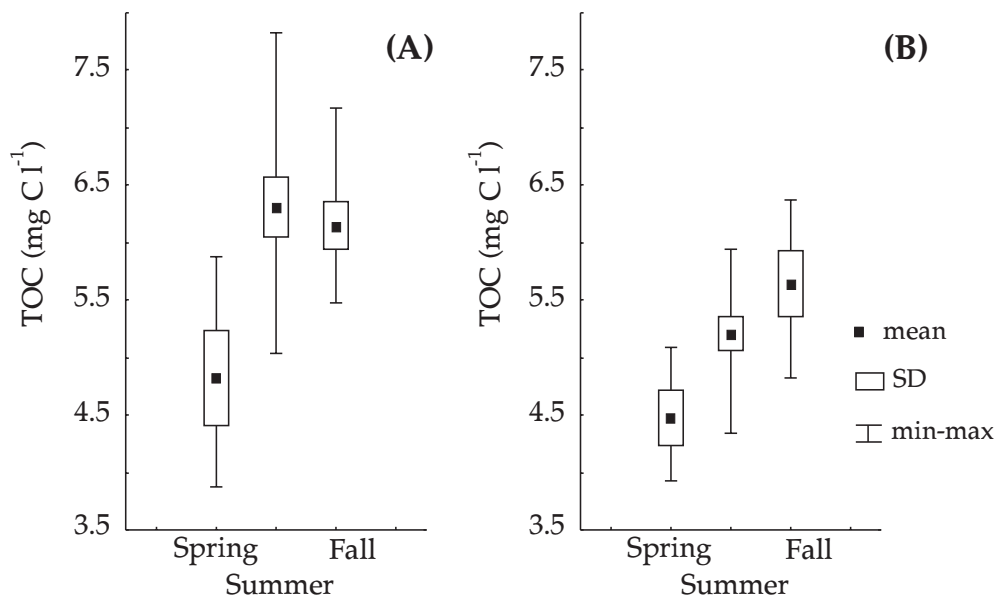 (A)
TOC (mg C l⁻¹)
7.5
6.5
5.5
4.5
3.5
Spring
Fall
Summer
(B)
TOC (mg C l⁻¹)
7.5
6.5
5.5
4.5
3.5
Spring
Fall
Summer
mean
SD
min-max